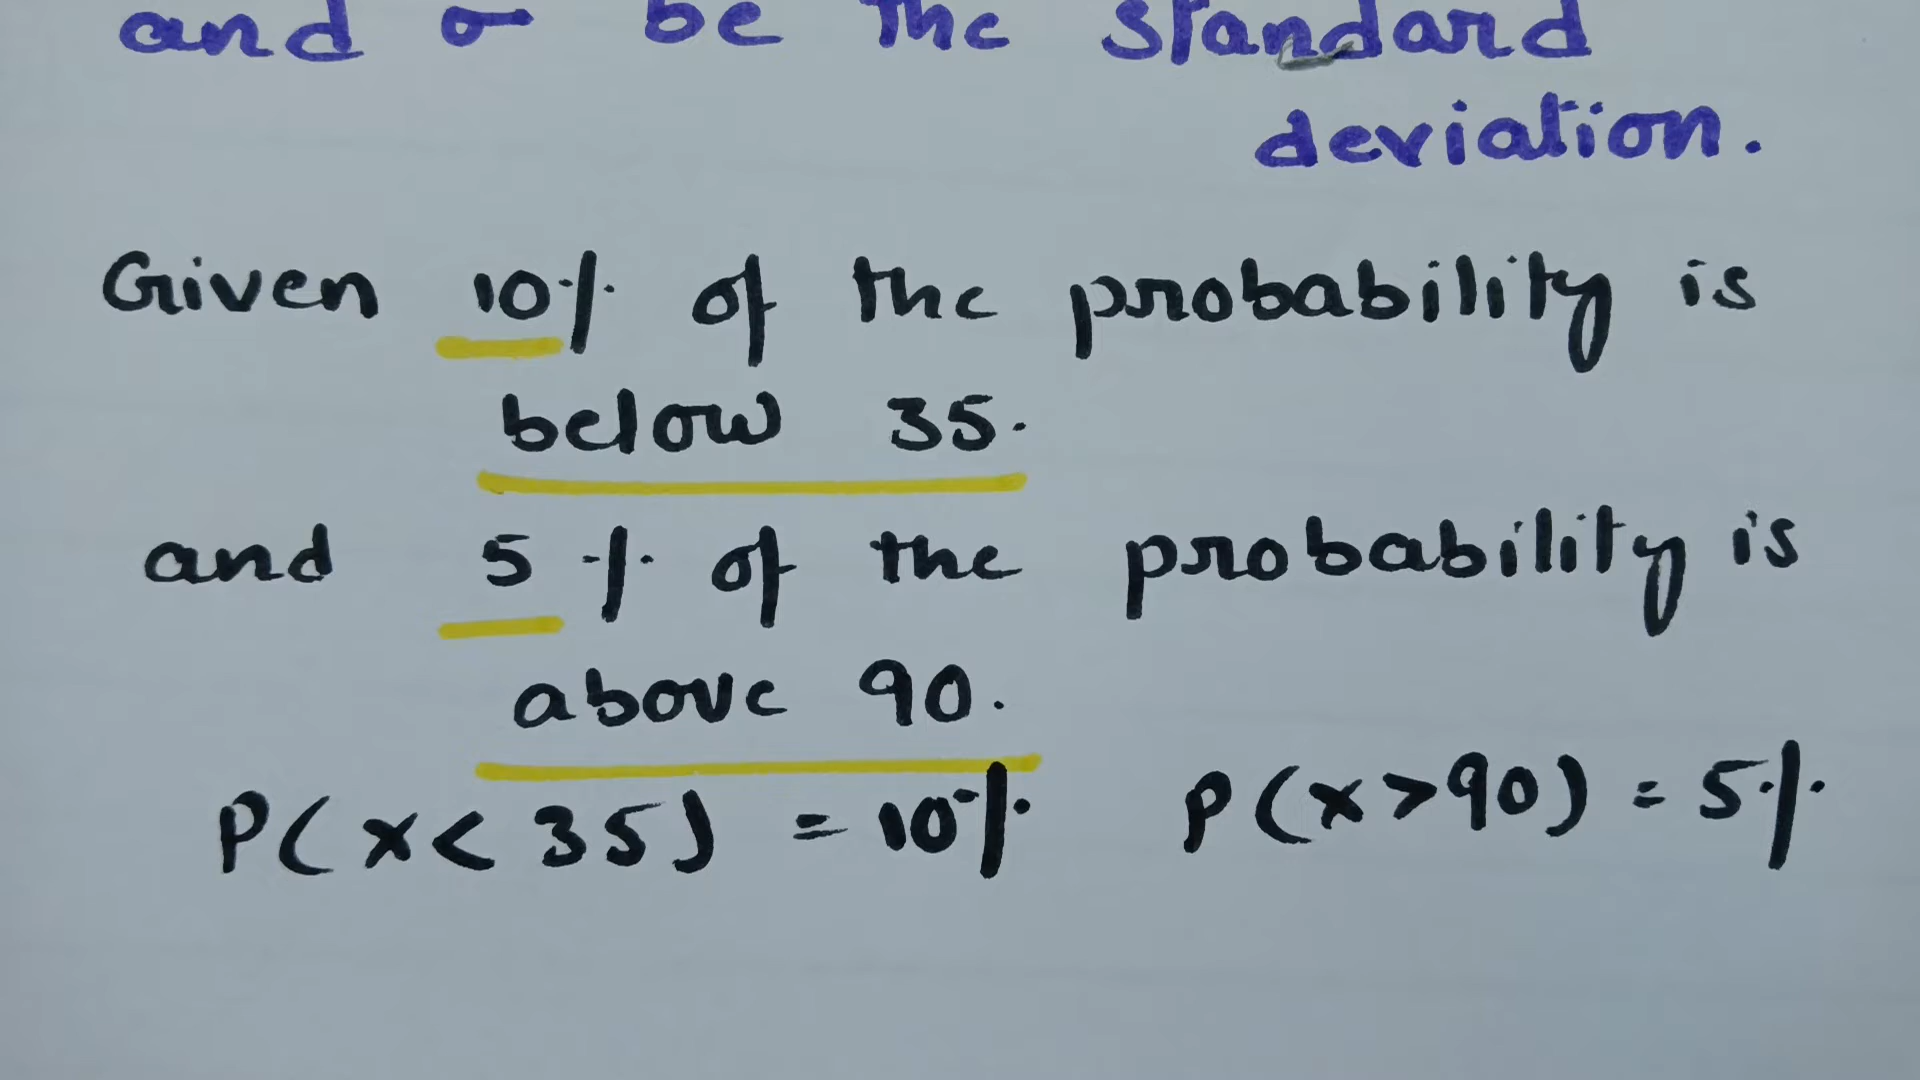 and σ be the standard
deviation.
Given 10% of the probability is
below 35.
and 5% of the probability is
above 90.
P(x<35) = 10% P(x>90) = 5%